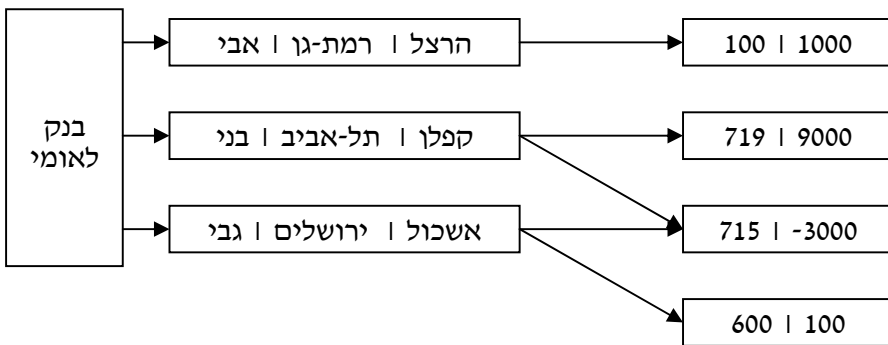 בנק
לאומי
הרצל | רמת-גן | אבי
100 | 1000
קפלן | תל-אביב | בני
719 | 9000
אשכול | ירושלים | גבי
715 | -3000
600 | 100